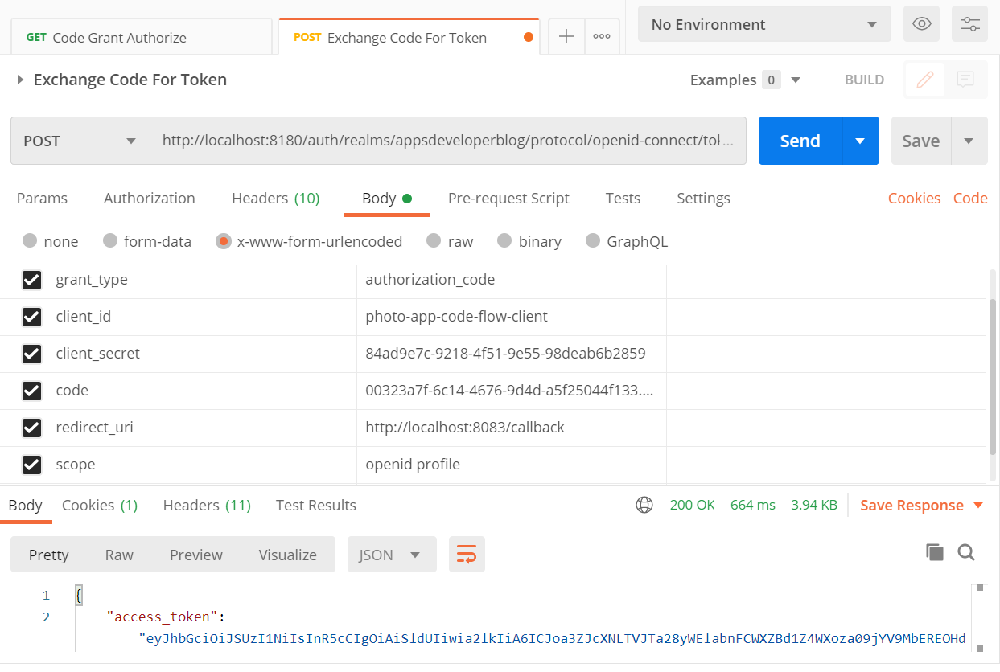 GET Code Grant Authorize
POST Exchange Code For Token
No Environment
Exchange Code For Token
Examples 0
BUILD
POST
http://localhost:8180/auth/realms/appsdeveloperblog/protocol/openid-connect/tol...
Send
Save
Params Authorization Headers (10) Body Pre-request Script Tests Settings Cookies Code
none form-data x-www-form-urlencoded raw binary GraphQL
grant_type authorization_code
client_id photo-app-code-flow-client
client_secret 84ad9e7c-9218-4f51-9e55-98deab6b2859
code 00323a7f-6c14-4676-9d4d-a5f25044f133....
redirect_uri http://localhost:8083/callback
scope openid profile
Body Cookies (1) Headers (11) Test Results 200 OK 664 ms 3.94 KB Save Response
Pretty Raw Preview Visualize JSON
1 {
2 "access_token":
"eyJhbGciOiJSUzI1NiIsInR5cCIgOiAiSldUIiwia2lkIiA6ICJoa3ZJcXNLTVJTa28yWElabnFCWXZBd1Z4WXoza09jYV9MbEREOHd